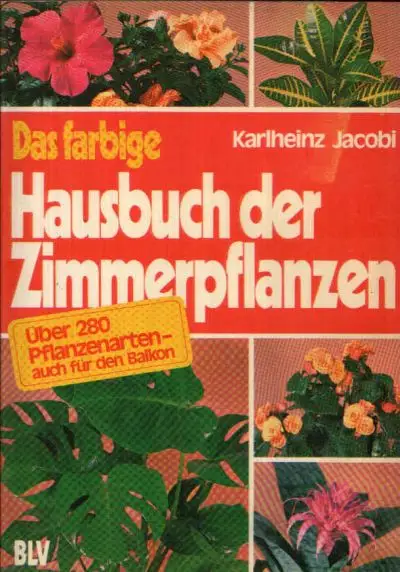 Das farbige
Karlheinz Jacobi
Hausbuch der
Zimmerpflanzen
Über 280
Pflanzenarten-
auch für den Balkon
BLV